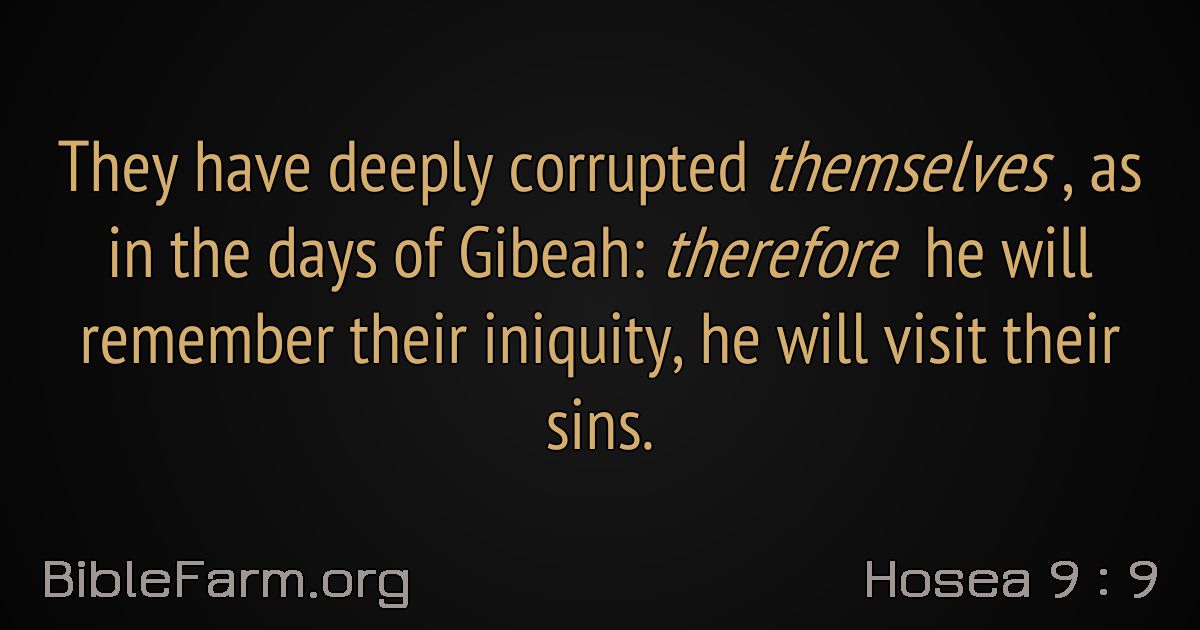 They have deeply corrupted themselves , as
in the days of Gibeah: therefore he will
remember their iniquity, he will visit their
sins.
BibleFarm.org
Hosea 9 : 9